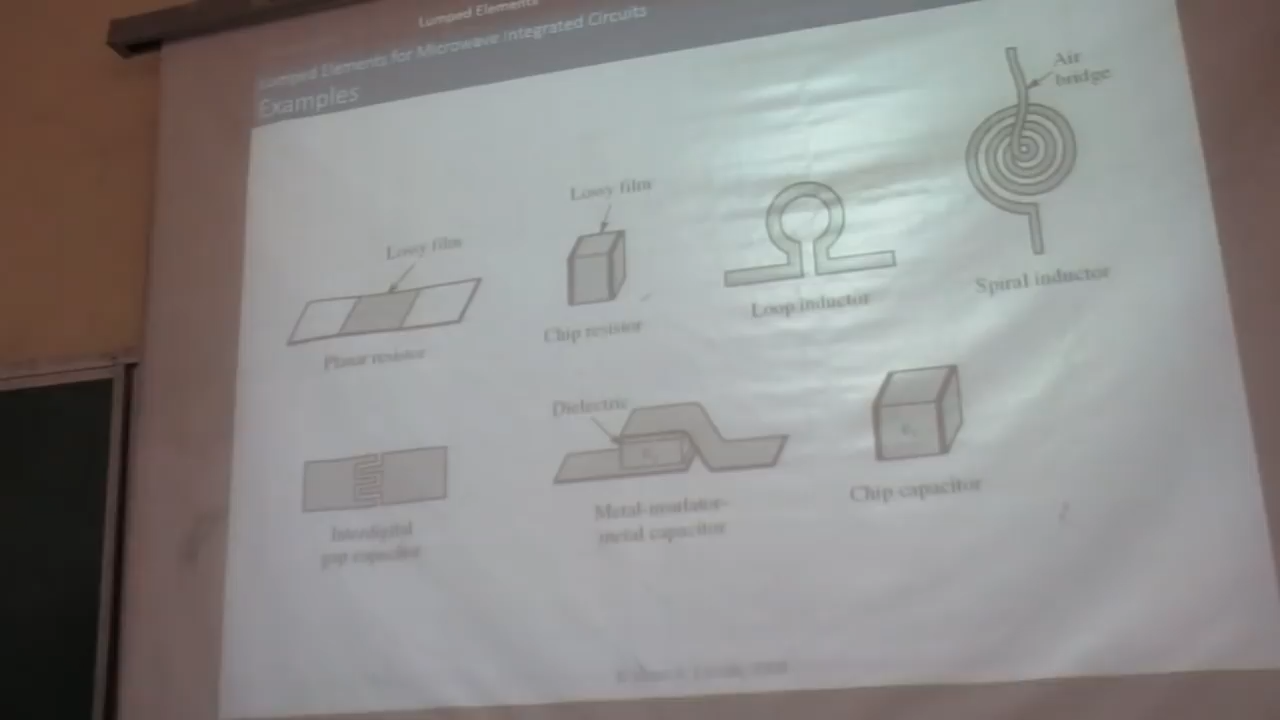 Lumped Elements
Lumped Elements for Microwave Integrated Circuits
Examples
Air
bridge
Lossy film
Lossy film
Planar resistor
Chip resistor
Loop inductor
Spiral inductor
Dielectric
Interdigital
gap capacitor
Metal-insulator-
metal capacitor
Chip capacitor